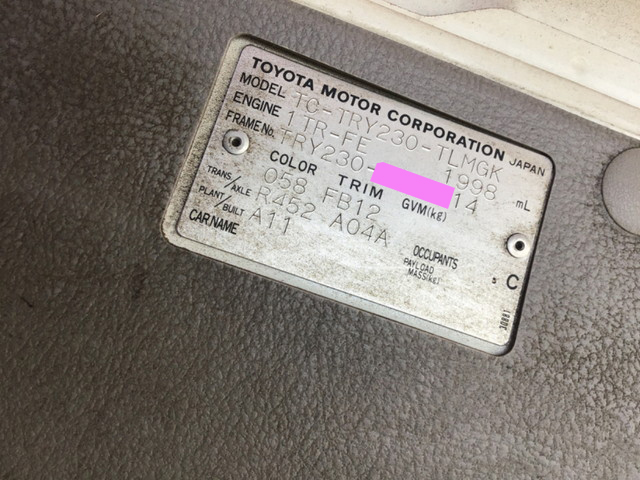 TOYOTA MOTOR CORPORATION JAPAN
MODEL TC-TRY230-TLMGK
ENGINE 1TR-FE 1998 mL
FRAME No. TRY230- 14
COLOR TRIM GVM(kg)
058 FB12
TRANS/AXLE R452 A04A
PLANT/BUILT A11
OCCUPANTS
CAR NAME
PAYLOAD MASS(kg)
C
30881